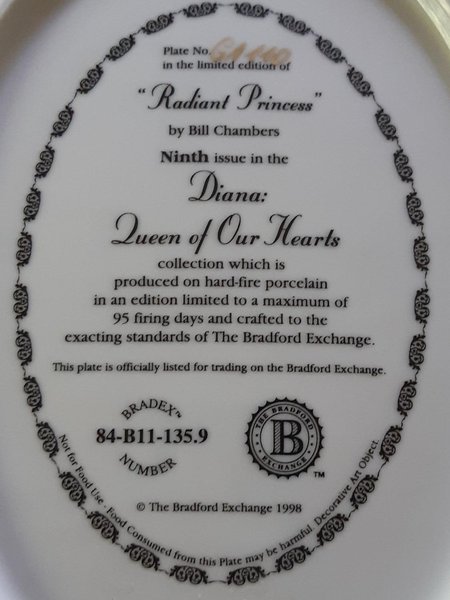 Plate No.
in the limited edition of
"Radiant Princess"
by Bill Chambers
Ninth issue in the
Diana:
Queen of Our Hearts
collection which is
produced on hard-fire porcelain
in an edition limited to a maximum of
95 firing days and crafted to the
exacting standards of The Bradford Exchange.
This plate is officially listed for trading on the Bradford Exchange.
BRADEX™
84-B11-135.9
NUMBER
THE BRADFORD
B
EXCHANGE
TM
© The Bradford Exchange 1998
Not for Food Use - Food Consumed from this Plate may be harmful. Decorative Art Object.